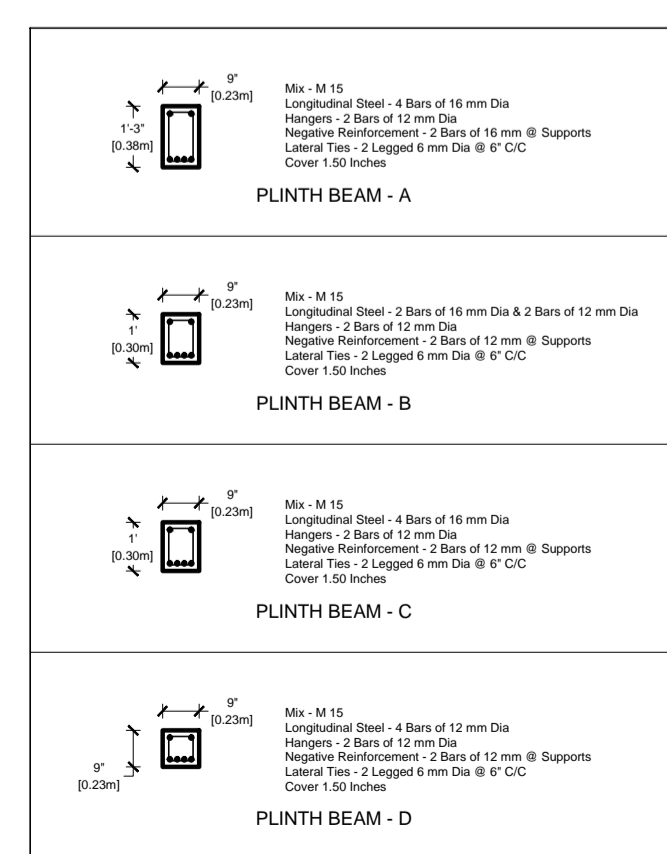 9"
[0.23m]
1'-3"
[0.38m]
Mix - M 15
Longitudinal Steel - 4 Bars of 16 mm Dia
Hangers - 2 Bars of 12 mm Dia
Negative Reinforcement - 2 Bars of 16 mm @ Supports
Lateral Ties - 2 Legged 6 mm Dia @ 6" C/C
Cover 1.50 Inches
PLINTH BEAM - A
9"
[0.23m]
1'
[0.30m]
Mix - M 15
Longitudinal Steel - 2 Bars of 16 mm Dia & 2 Bars of 12 mm Dia
Hangers - 2 Bars of 12 mm Dia
Negative Reinforcement - 2 Bars of 12 mm @ Supports
Lateral Ties - 2 Legged 6 mm Dia @ 6" C/C
Cover 1.50 Inches
PLINTH BEAM - B
9"
[0.23m]
1'
[0.30m]
Mix - M 15
Longitudinal Steel - 4 Bars of 16 mm Dia
Hangers - 2 Bars of 12 mm Dia
Negative Reinforcement - 2 Bars of 12 mm @ Supports
Lateral Ties - 2 Legged 6 mm Dia @ 6" C/C
Cover 1.50 Inches
PLINTH BEAM - C
9"
[0.23m]
9"
[0.23m]
Mix - M 15
Longitudinal Steel - 4 Bars of 12 mm Dia
Hangers - 2 Bars of 12 mm Dia
Negative Reinforcement - 2 Bars of 12 mm @ Supports
Lateral Ties - 2 Legged 6 mm Dia @ 6" C/C
Cover 1.50 Inches
PLINTH BEAM - D